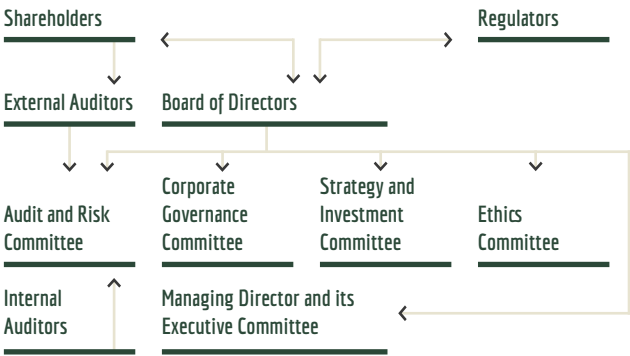 Shareholders
Regulators
External Auditors
Board of Directors
Audit and Risk
Committee
Corporate
Governance
Committee
Strategy and
Investment
Committee
Ethics
Committee
Internal
Auditors
Managing Director and its
Executive Committee